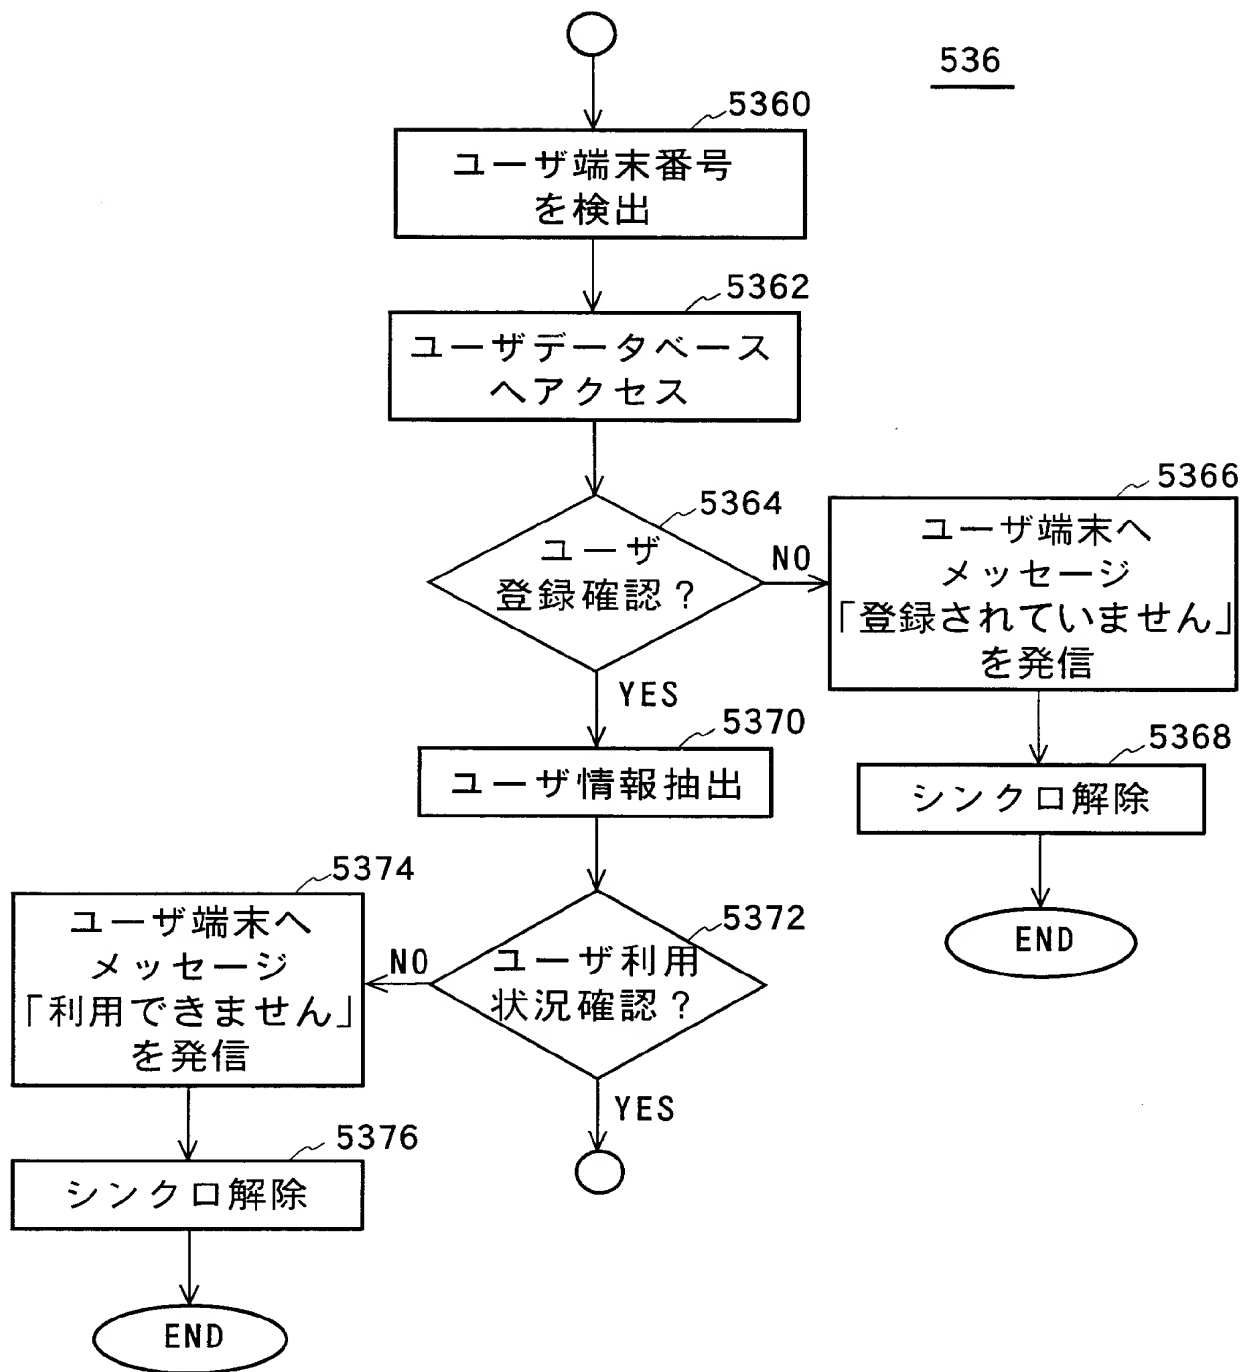 536
5360
ユーザ端末番号
を検出
5362
ユーザデータベース
へアクセス
5364
ユーザ
登録確認?
NO
5366
ユーザ端末へ
メッセージ
「登録されていません」
を発信
YES
5370
ユーザ情報抽出
5368
シンクロ解除
END
5372
ユーザ利用
状況確認?
NO
5374
ユーザ端末へ
メッセージ
「利用できません」
を発信
YES
5376
シンクロ解除
END